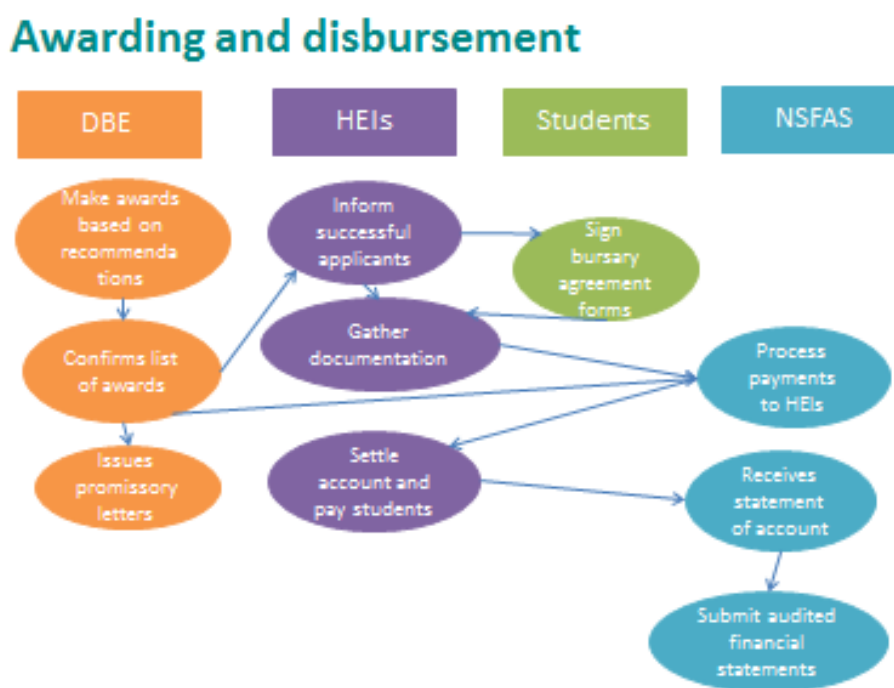 Awarding and disbursement
DBE
HEIs
Students
NSFAS
Make awards
based on
recommenda
tions
Inform
successful
applicants
Sign
bursary
agreement
forms
Confirms list
of awards
Gather
documentation
Process
payments
to HEIs
Issues
promissory
letters
Settle
account and
pay students
Receives
statement
of account
Submit audited
financial
statements